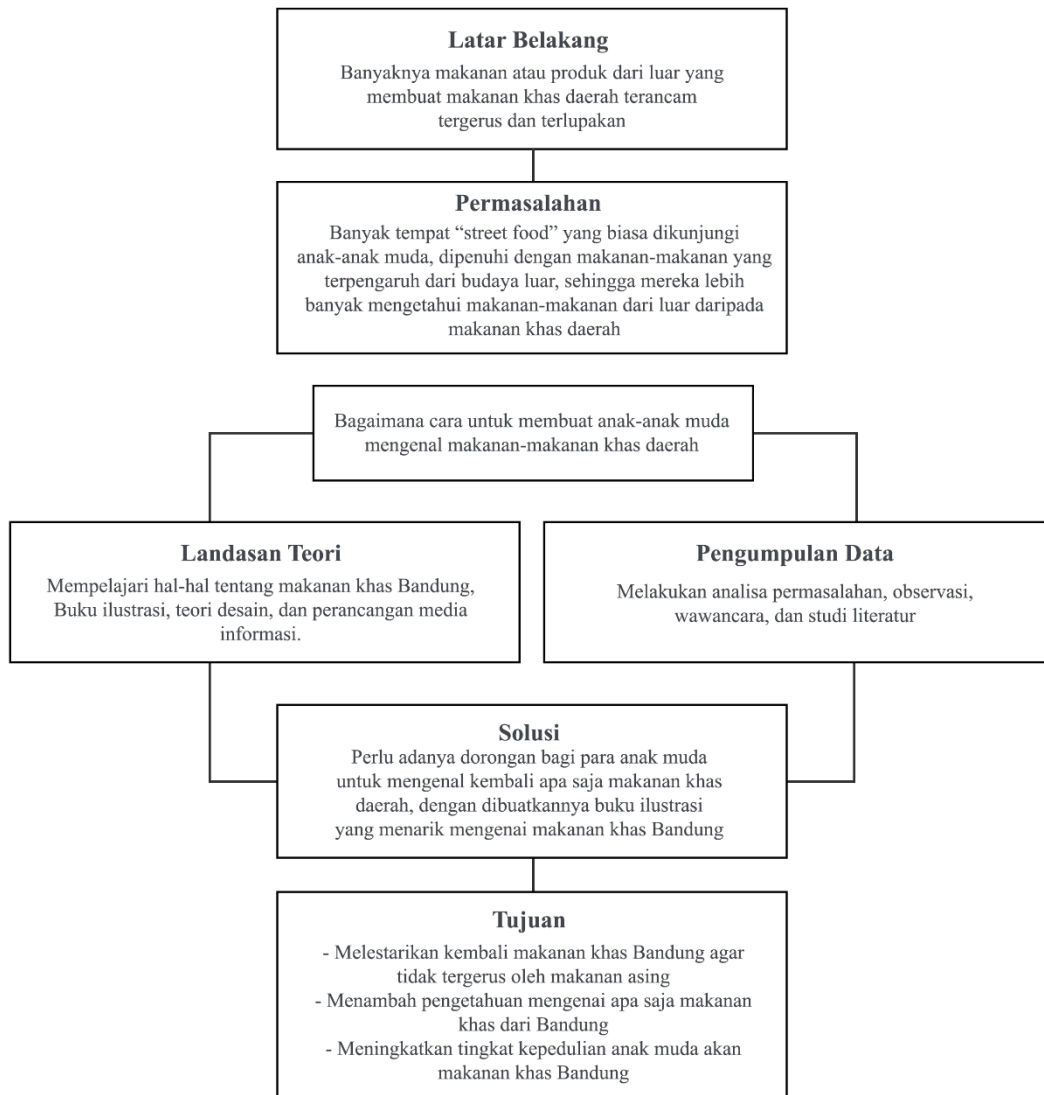 Latar Belakang
Banyaknya makanan atau produk dari luar yang
membuat makanan khas daerah terancam
tergerus dan terlupakan
Permasalahan
Banyak tempat “street food” yang biasa dikunjungi
anak-anak muda, dipenuhi dengan makanan-makanan yang
terpengaruh dari budaya luar, sehingga mereka lebih
banyak mengetahui makanan-makanan dari luar daripada
makanan khas daerah
Bagaimana cara untuk membuat anak-anak muda
mengenal makanan-makanan khas daerah
Landasan Teori
Mempelajari hal-hal tentang makanan khas Bandung,
Buku ilustrasi, teori desain, dan perancangan media
informasi.
Pengumpulan Data
Melakukan analisa permasalahan, observasi,
wawancara, dan studi literatur
Solusi
Perlu adanya dorongan bagi para anak muda
untuk mengenal kembali apa saja makanan khas
daerah, dengan dibuatkannya buku ilustrasi
yang menarik mengenai makanan khas Bandung
Tujuan
- Melestarikan kembali makanan khas Bandung agar
tidak tergerus oleh makanan asing
- Menambah pengetahuan mengenai apa saja makanan
khas dari Bandung
- Meningkatkan tingkat kepedulian anak muda akan
makanan khas Bandung